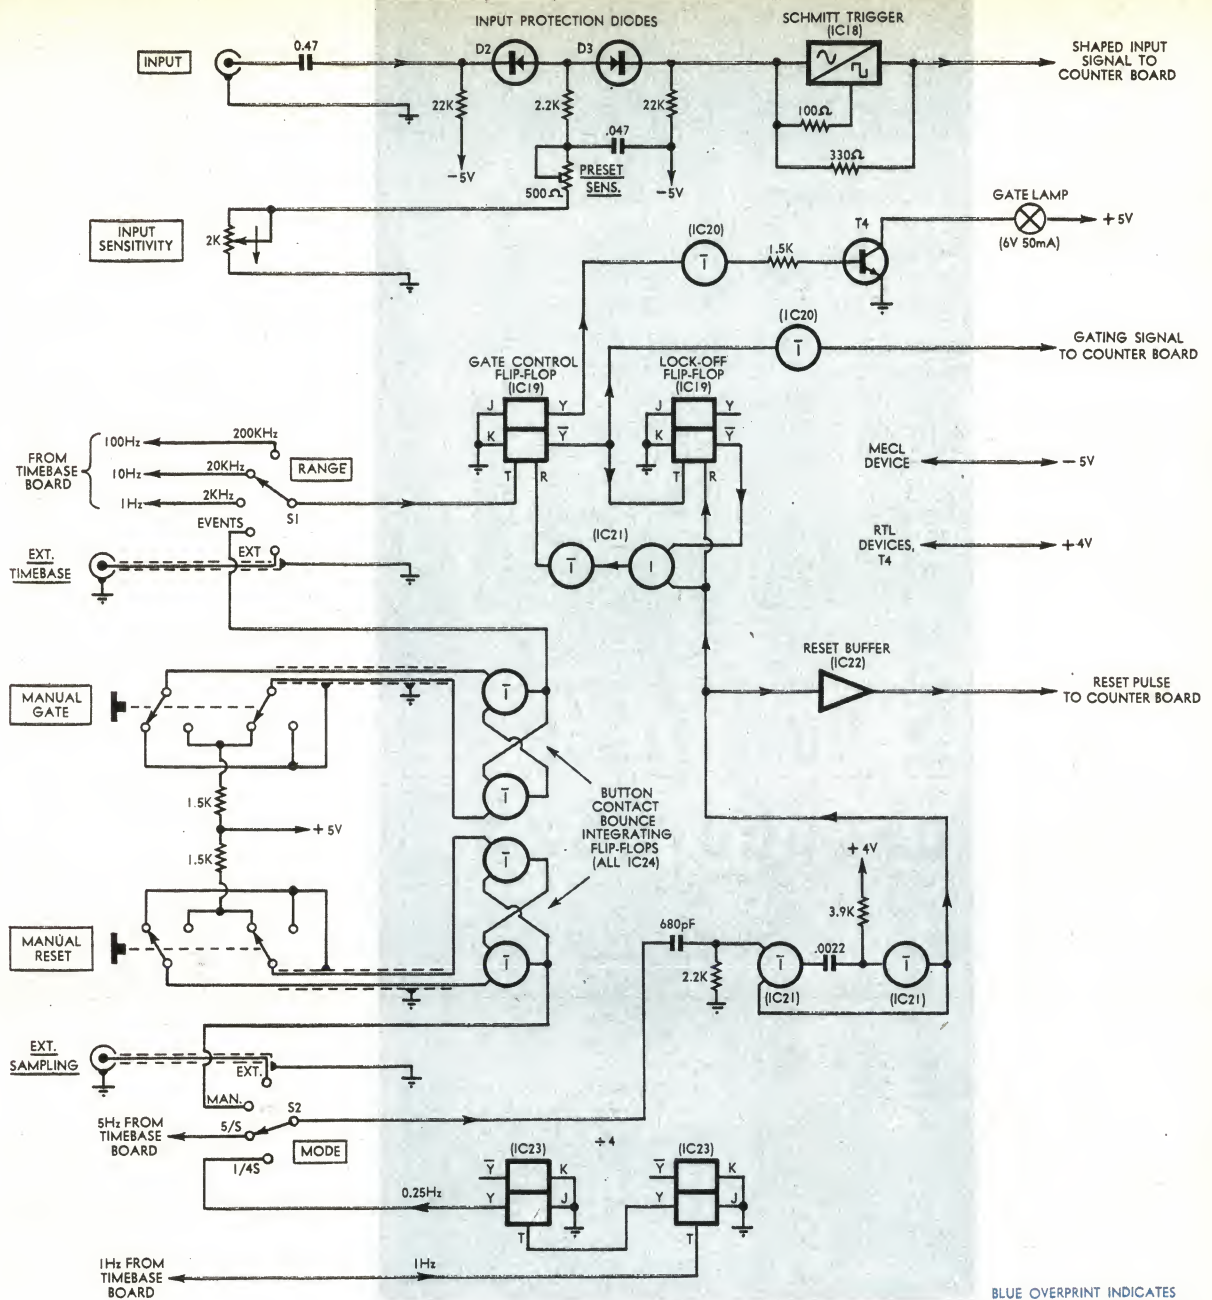 INPUT PROTECTION DIODES
SCHMITT TRIGGER
(IC18)
INPUT
0.47
D2
D3
SHAPED INPUT
SIGNAL TO
COUNTER BOARD
22K
2.2K
22K
100Ω
.047
330Ω
-5V
PRESET
SENS.
500Ω
-5V
GATE LAMP
+5V
(6V 50mA)
T4
INPUT
SENSITIVITY
2K
(IC20)
1.5K
Ī
(IC20)
Ī
GATING SIGNAL
TO COUNTER BOARD
GATE CONTROL
FLIP-FLOP
(IC19)
LOCK-OFF
FLIP-FLOP
(IC19)
J
Y
J
Y
K
Y̅
K
Y̅
T
R
T
R
100Hz
200KHz
FROM
TIMEBASE
BOARD
10Hz
20KHz
RANGE
1Hz
2KHz
S1
EVENTS
MECL
DEVICE
-5V
RTL
DEVICES,
T4
+4V
(IC21)
Ī
I
EXT.
TIMEBASE
EXT
RESET BUFFER
(IC22)
RESET PULSE
TO COUNTER BOARD
MANUAL
GATE
Ī
Ī
1.5K
+5V
1.5K
BUTTON
CONTACT
BOUNCE
INTEGRATING
FLIP-FLOPS
(ALL IC24)
Ī
Ī
MANUAL
RESET
+4V
3.9K
680pF
2.2K
.0022
Ī
(IC21)
Ī
(IC21)
EXT.
SAMPLING
EXT.
MAN.
S2
5Hz FROM
TIMEBASE
BOARD
5/S
MODE
1/4S
÷4
(IC23)
(IC23)
Y̅
K
Y̅
K
0.25Hz
Y
J
Y
J
T
T
1Hz FROM
TIMEBASE
BOARD
1Hz
BLUE OVERPRINT INDICATES